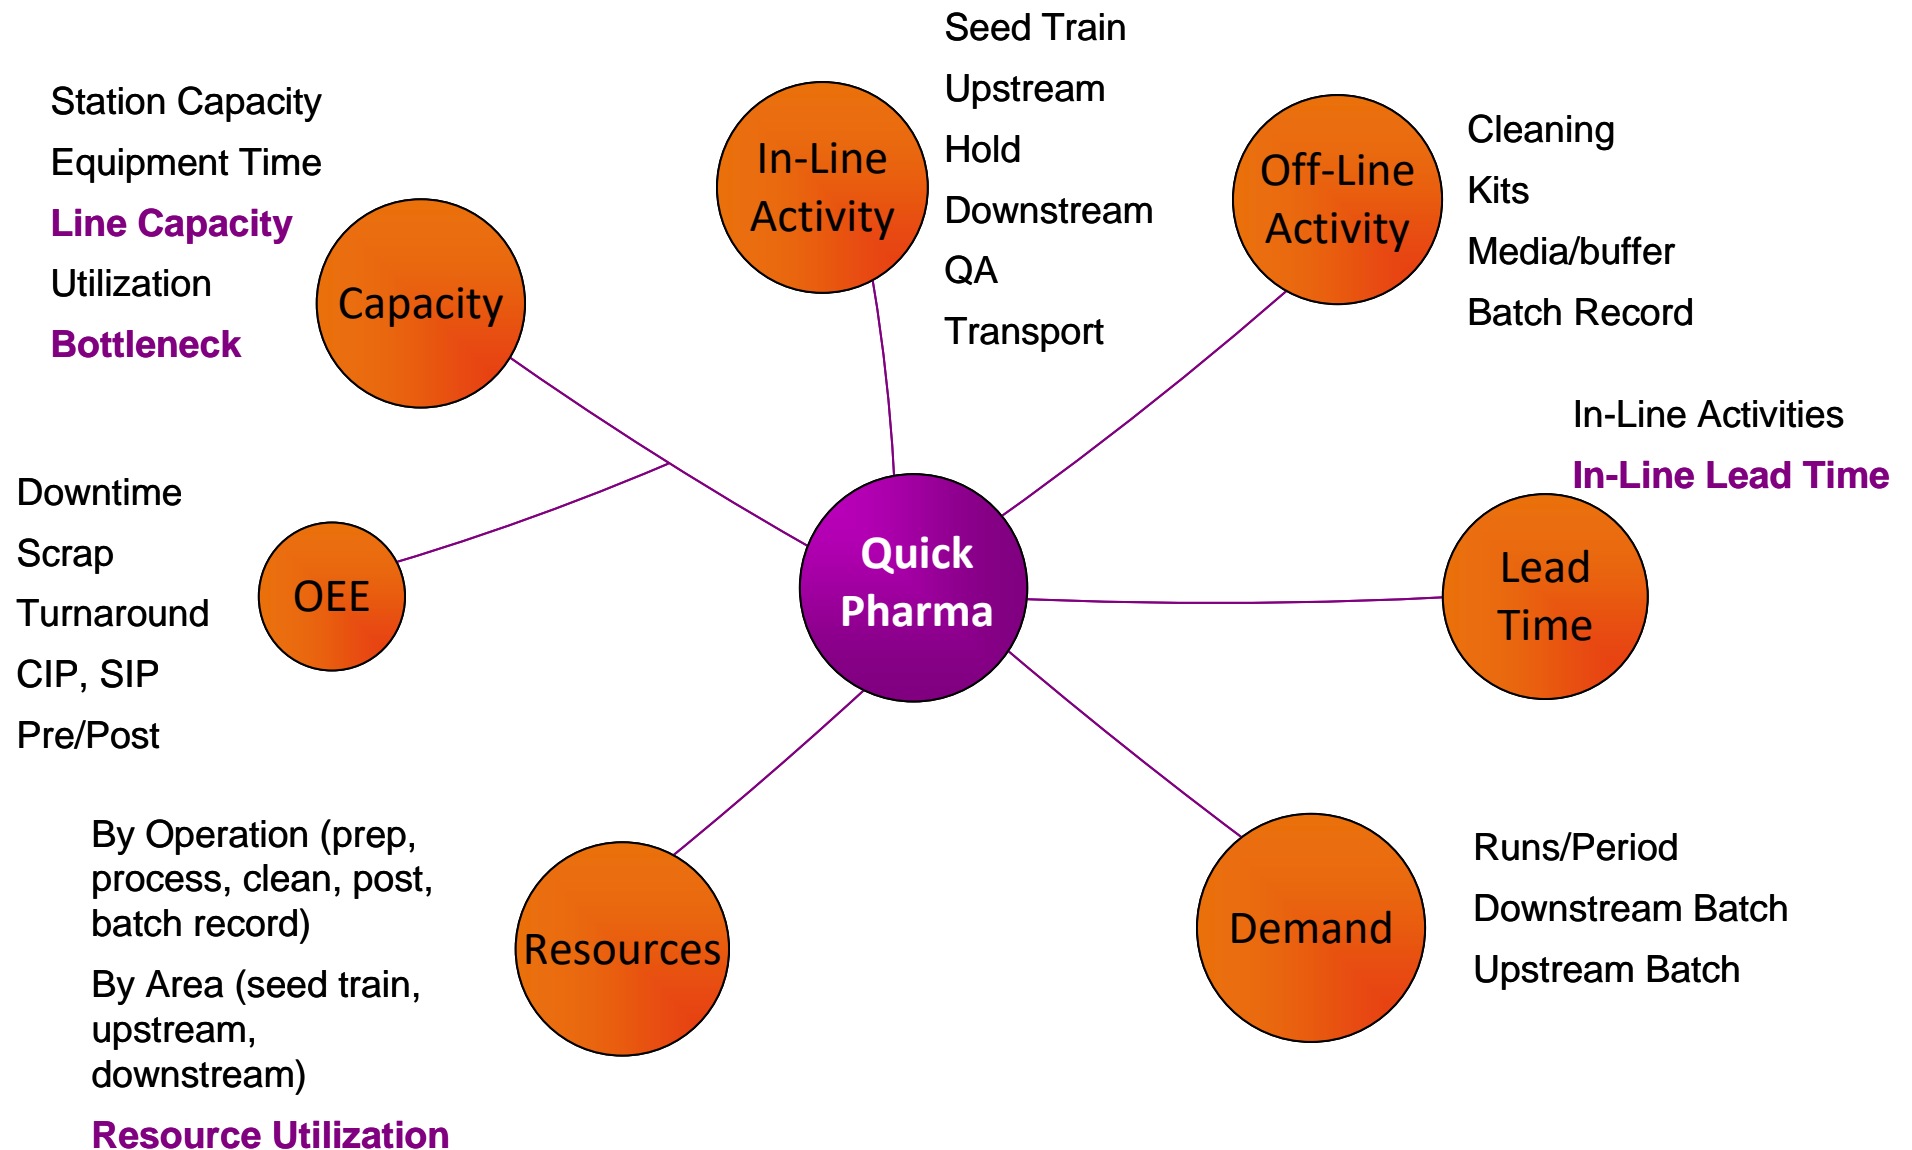 Station Capacity
Equipment Time
Line Capacity
Utilization
Bottleneck
Capacity
In-Line
Activity
Seed Train
Upstream
Hold
Downstream
QA
Transport
Off-Line
Activity
Cleaning
Kits
Media/buffer
Batch Record
In-Line Activities
In-Line Lead Time
Lead
Time
Quick
Pharma
Downtime
Scrap
Turnaround
CIP, SIP
Pre/Post
OEE
By Operation (prep,
process, clean, post,
batch record)
By Area (seed train,
upstream,
downstream)
Resource Utilization
Resources
Demand
Runs/Period
Downstream Batch
Upstream Batch